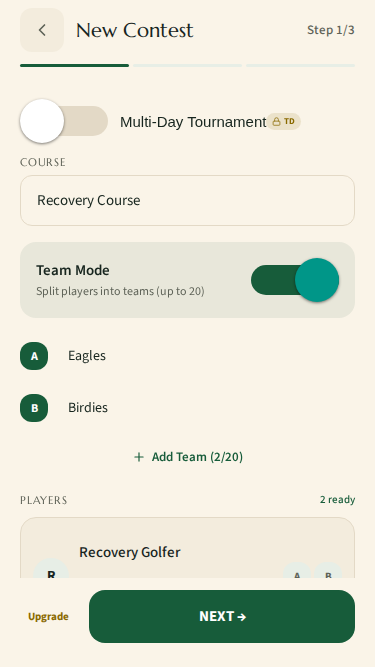 New Contest
Step 1/3
Multi-Day Tournament TD
COURSE
Recovery Course
Team Mode
Split players into teams (up to 20)
A Eagles
B Birdies
+ Add Team (2/20)
PLAYERS
2 ready
Recovery Golfer
R
A B
Upgrade
NEXT →